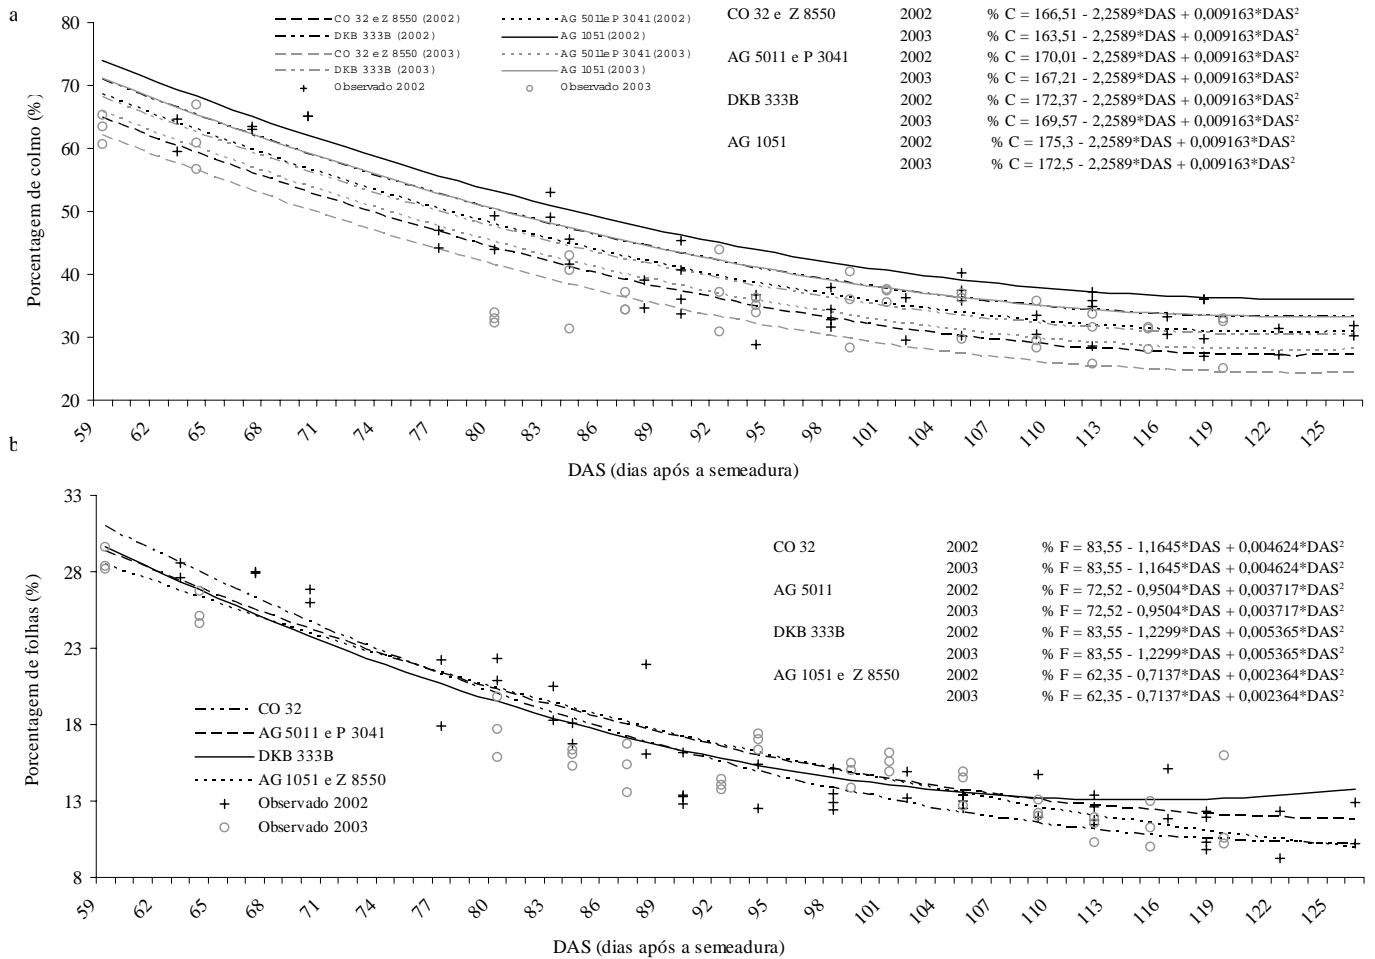 a
CO 32 e Z 8550 (2002)
AG 5011e P 3041 (2002)
DKB 333B (2002)
AG 1051 (2002)
CO 32 e Z 8550 (2003)
AG 5011e P 3041 (2003)
DKB 333B (2003)
AG 1051 (2003)
Observado 2002
Observado 2003
CO 32 e Z 8550 2002 % C = 166,51 - 2,2589*DAS + 0,009163*DAS²
2003 % C = 163,51 - 2,2589*DAS + 0,009163*DAS²
AG 5011 e P 3041 2002 % C = 170,01 - 2,2589*DAS + 0,009163*DAS²
2003 % C = 167,21 - 2,2589*DAS + 0,009163*DAS²
DKB 333B 2002 % C = 172,37 - 2,2589*DAS + 0,009163*DAS²
2003 % C = 169,57 - 2,2589*DAS + 0,009163*DAS²
AG 1051 2002 % C = 175,3 - 2,2589*DAS + 0,009163*DAS²
2003 % C = 172,5 - 2,2589*DAS + 0,009163*DAS²
Porcentagem de colmo (%)
80
70
60
50
40
30
20
59 62 65 68 71 74 77 80 83 86 89 92 95 98 101 104 107 110 113 116 119 122 125
DAS (dias após a semeadura)
b
CO 32 2002 % F = 83,55 - 1,1645*DAS + 0,004624*DAS²
2003 % F = 83,55 - 1,1645*DAS + 0,004624*DAS²
AG 5011 2002 % F = 72,52 - 0,9504*DAS + 0,003717*DAS²
2003 % F = 72,52 - 0,9504*DAS + 0,003717*DAS²
DKB 333B 2002 % F = 83,55 - 1,2299*DAS + 0,005365*DAS²
2003 % F = 83,55 - 1,2299*DAS + 0,005365*DAS²
AG 1051 e Z 8550 2002 % F = 62,35 - 0,7137*DAS + 0,002364*DAS²
2003 % F = 62,35 - 0,7137*DAS + 0,002364*DAS²
Porcentagem de folhas (%)
33
28
23
18
13
8
CO 32
AG 5011 e P 3041
DKB 333B
AG 1051 e Z 8550
Observado 2002
Observado 2003
59 62 65 68 71 74 77 80 83 86 89 92 95 98 101 104 107 110 113 116 119 122 125
DAS (dias após a semeadura)